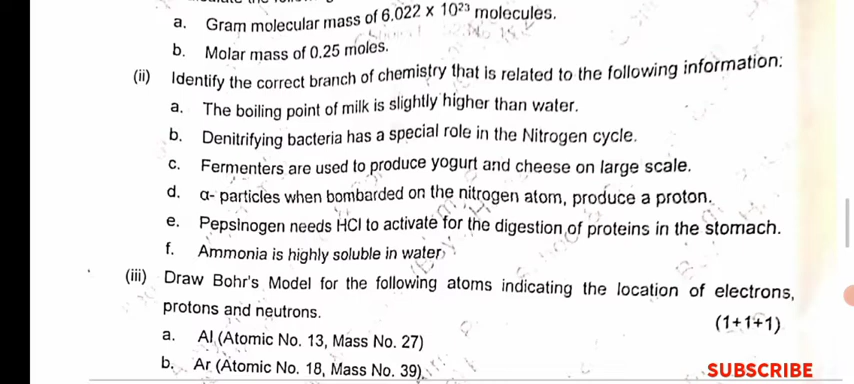 a. Gram molecular mass of 6.022 x 10²³ molecules.
b. Molar mass of 0.25 moles.
(ii) Identify the correct branch of chemistry that is related to the following information:
a. The boiling point of milk is slightly higher than water.
b. Denitrifying bacteria has a special role in the Nitrogen cycle.
c. Fermenters are used to produce yogurt and cheese on large scale.
d. α- particles when bombarded on the nitrogen atom, produce a proton.
e. Pepsinogen needs HCl to activate for the digestion of proteins in the stomach.
f. Ammonia is highly soluble in water
(iii) Draw Bohr's Model for the following atoms indicating the location of electrons,
protons and neutrons. (1+1+1)
a. Al (Atomic No. 13, Mass No. 27)
b. Ar (Atomic No. 18, Mass No. 39)
SUBSCRIBE